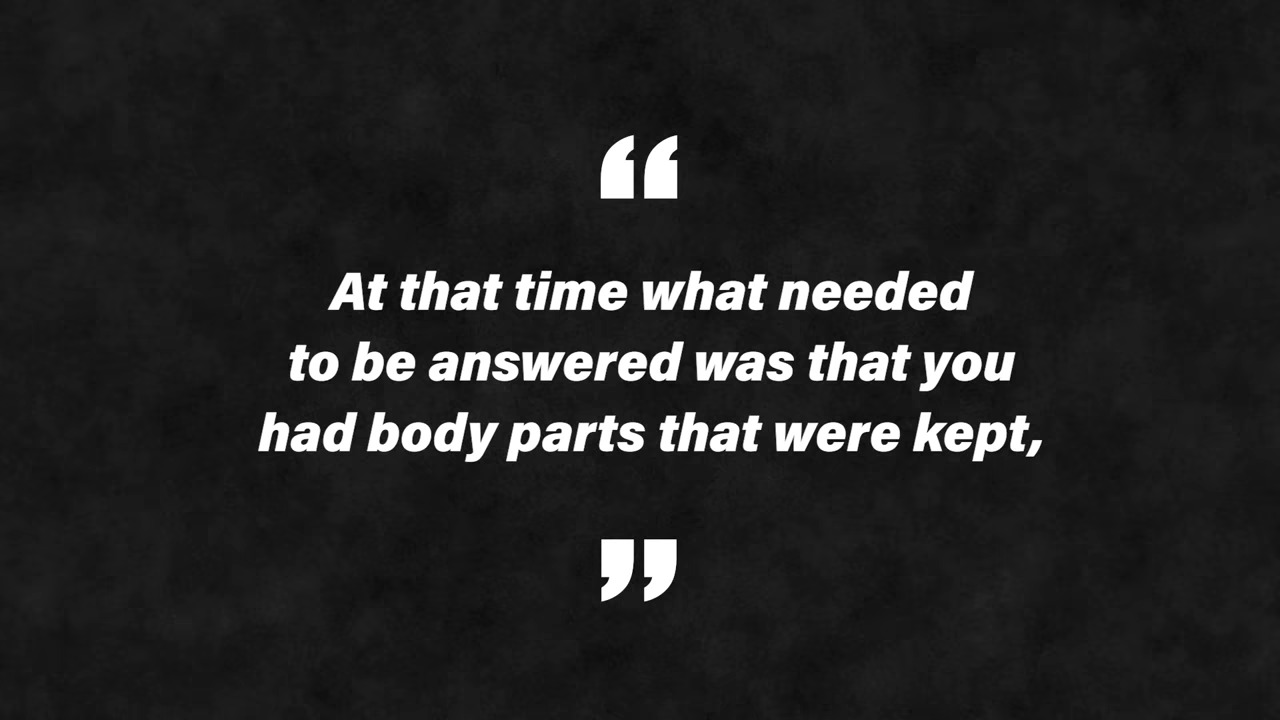 “
At that time what needed
to be answered was that you
had body parts that were kept,
”